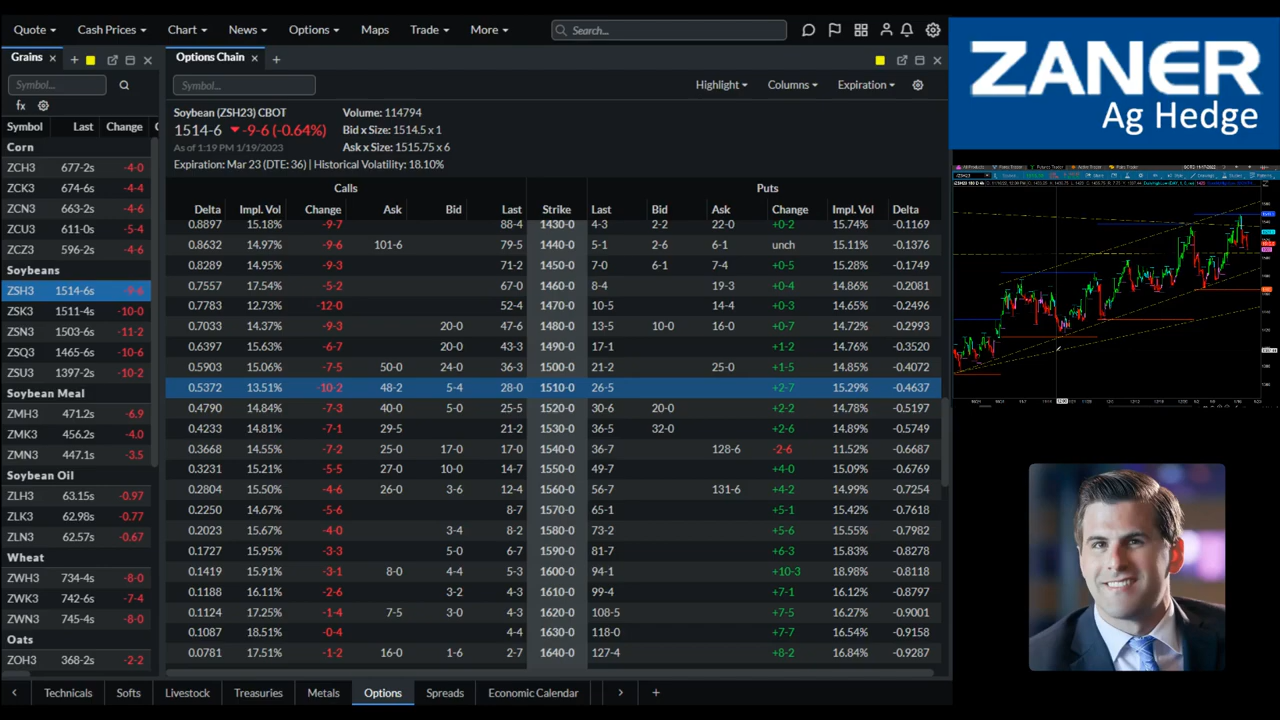 Quote Cash Prices Chart News Options Maps Trade More Search...
ZANER
Ag Hedge
Grains
Symbol...
fx
Symbol Last Change C
Corn
ZCH3 677-2s -4-0
ZCK3 674-6s -4-4
ZCN3 663-2s -4-6
ZCU3 611-0s -5-4
ZCZ3 596-2s -4-6
Soybeans
ZSH3 1514-6s -9-6
ZSK3 1511-4s -10-0
ZSN3 1503-6s -11-2
ZSQ3 1465-6s -10-6
ZSU3 1397-2s -10-2
Soybean Meal
ZMH3 471.2s -6.9
ZMK3 456.2s -4.0
ZMN3 447.1s -3.5
Soybean Oil
ZLH3 63.15s -0.97
ZLK3 62.98s -0.77
ZLN3 62.57s -0.67
Wheat
ZWH3 734-4s -8-0
ZWK3 742-6s -7-4
ZWN3 745-4s -8-0
Oats
ZOH3 368-2s -2-2
Options Chain
Symbol...
Highlight Columns Expiration
Soybean (ZSH23) CBOT
1514-6 -9-6 (-0.64%)
As of 1:19 PM 1/19/2023
Volume: 114794
Bid x Size: 1514.5 x 1
Ask x Size: 1515.75 x 6
Expiration: Mar 23 (DTE: 36) | Historical Volatility: 18.10%
Calls Puts
Delta Impl. Vol Change Ask Bid Last Strike Last Bid Ask Change Impl. Vol Delta
0.8897 15.18% -9-7 88-4 1430-0 4-3 2-2 22-0 +0-2 15.74% -0.1169
0.8632 14.97% -9-6 101-6 79-5 1440-0 5-1 2-6 6-1 unch 15.11% -0.1376
0.8289 14.95% -9-3 71-0 1450-0 7-0 6-1 7-4 +0-5 15.28% -0.1749
0.7557 17.54% -5-2 67-0 1460-0 8-4 19-3 +0-4 14.86% -0.2081
0.7783 12.73% -12-0 52-4 1470-0 10-5 14-4 +0-3 14.65% -0.2496
0.7033 14.37% -9-3 20-0 47-6 1480-0 13-5 10-0 16-0 +0-7 14.72% -0.2993
0.6397 15.63% -6-7 20-0 43-3 1490-0 17-1 +1-2 14.76% -0.3520
0.5903 15.06% -7-5 50-0 24-0 36-3 1500-0 21-2 25-0 +1-5 14.85% -0.4072
0.5372 13.51% -10-2 48-2 5-4 28-0 1510-0 26-5 +2-7 15.29% -0.4637
0.4790 14.84% -7-3 40-0 5-0 25-5 1520-0 30-6 20-0 +2-2 14.78% -0.5197
0.4233 14.81% -7-1 29-5 21-2 1530-0 36-5 32-0 +2-6 14.89% -0.5749
0.3668 14.55% -7-2 25-0 17-0 17-0 1540-0 36-7 128-6 -2-6 11.52% -0.6687
0.3231 15.21% -5-5 27-0 10-0 14-7 1550-0 49-7 +4-0 15.09% -0.6769
0.2804 15.50% -4-6 26-0 3-6 12-4 1560-0 56-7 131-6 +4-2 14.99% -0.7254
0.2250 14.67% -5-6 8-7 1570-0 65-1 +5-1 15.42% -0.7618
0.2023 15.67% -4-0 3-4 8-2 1580-0 73-2 +5-6 15.55% -0.7982
0.1727 15.95% -3-3 5-0 6-7 1590-0 81-7 +6-3 15.83% -0.8278
0.1419 15.91% -3-1 8-0 4-4 5-3 1600-0 94-1 +10-3 18.98% -0.8118
0.1188 16.11% -2-6 3-2 4-3 1610-0 99-4 +7-1 16.12% -0.8797
0.1124 17.25% -1-4 7-5 3-0 4-3 1620-0 108-5 +7-5 16.27% -0.9001
0.1087 18.51% -0-4 4-4 1630-0 118-0 +7-7 16.54% -0.9158
0.0781 17.51% -1-2 16-0 1-6 2-7 1640-0 127-4 +8-2 16.84% -0.9287
Technicals Softs Livestock Treasuries Metals Options Spreads Economic Calendar